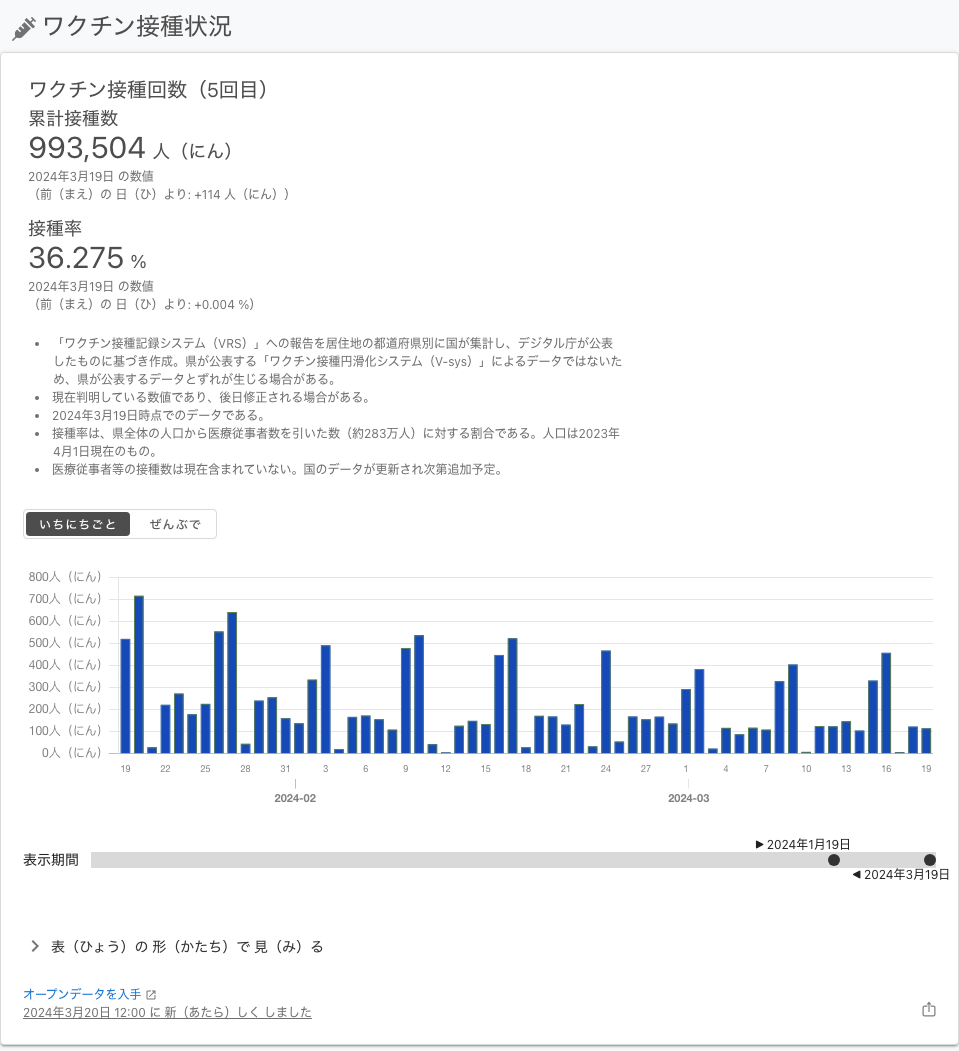 ワクチン接種状況
ワクチン接種回数（5回目）
累計接種数
993,504 人（にん）
2024年3月19日 の数値
（前（まえ）の 日（ひ）より: +114 人（にん））
接種率
36.275 %
2024年3月19日 の数値
（前（まえ）の 日（ひ）より: +0.004 %）
• 「ワクチン接種記録システム（VRS）」への報告を居住地の都道府県別に国が集計し、デジタル庁が公表
したものに基づき作成。県が公表する「ワクチン接種円滑化システム（V-sys）」によるデータではないた
め、県が公表するデータとずれが生じる場合がある。
• 現在判明している数値であり、後日修正される場合がある。
• 2024年3月19日時点でのデータである。
• 接種率は、県全体の人口から医療従事者数を引いた数（約283万人）に対する割合である。人口は2023年
4月1日現在のもの。
• 医療従事者等の接種数は現在含まれていない。国のデータが更新され次第追加予定。
いちにちごと ぜんぶで
800人（にん）
700人（にん）
600人（にん）
500人（にん）
400人（にん）
300人（にん）
200人（にん）
100人（にん）
0人（にん）
19 22 25 28 31 3 6 9 12 15 18 21 24 27 1 4 7 10 13 16 19
2024-02 2024-03
▶ 2024年1月19日
表示期間
◀ 2024年3月19日
表（ひょう）の 形（かたち）で 見（み）る
オープンデータを入手
2024年3月20日 12:00 に 新（あたら）しく しました